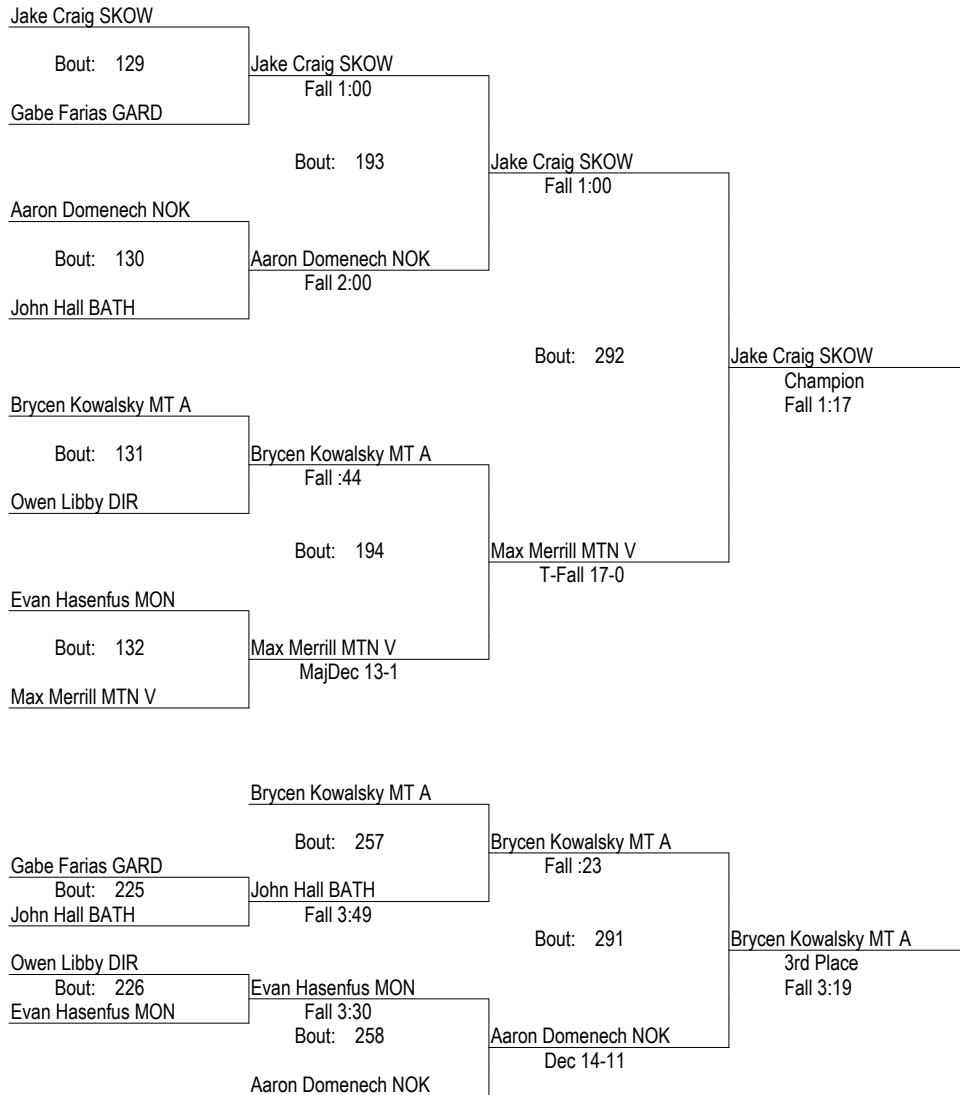 Jake Craig SKOW
Bout: 129
Jake Craig SKOW
Fall 1:00
Gabe Farias GARD
Bout: 193
Jake Craig SKOW
Fall 1:00
Aaron Domenech NOK
Bout: 130
Aaron Domenech NOK
Fall 2:00
John Hall BATH
Bout: 292
Jake Craig SKOW
Champion
Fall 1:17
Brycen Kowalsky MT A
Bout: 131
Brycen Kowalsky MT A
Fall :44
Owen Libby DIR
Bout: 194
Max Merrill MTN V
T-Fall 17-0
Evan Hasenfus MON
Bout: 132
Max Merrill MTN V
MajDec 13-1
Max Merrill MTN V
Brycen Kowalsky MT A
Bout: 257
Brycen Kowalsky MT A
Fall :23
Gabe Farias GARD
Bout: 225
John Hall BATH
John Hall BATH
Fall 3:49
Bout: 291
Brycen Kowalsky MT A
3rd Place
Fall 3:19
Owen Libby DIR
Bout: 226
Evan Hasenfus MON
Evan Hasenfus MON
Fall 3:30
Bout: 258
Aaron Domenech NOK
Dec 14-11
Aaron Domenech NOK